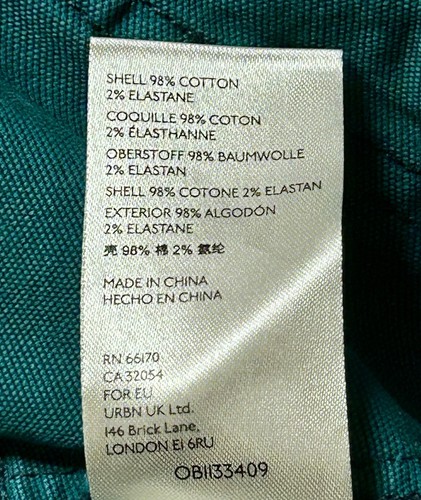 SHELL 98% COTTON
2% ELASTANE
COQUILLE 98% COTON
2% ÉLASTHANNE
OBERSTOFF 98% BAUMWOLLE
2% ELASTAN
SHELL 98% COTONE 2% ELASTAN
EXTERIOR 98% ALGODÓN
2% ELASTANE
壳 98% 棉 2% 氨纶
MADE IN CHINA
HECHO EN CHINA
RN 66170
CA 32054
FOR EU
URBN UK Ltd.
146 Brick Lane,
LONDON E1 6RU
OB1133409